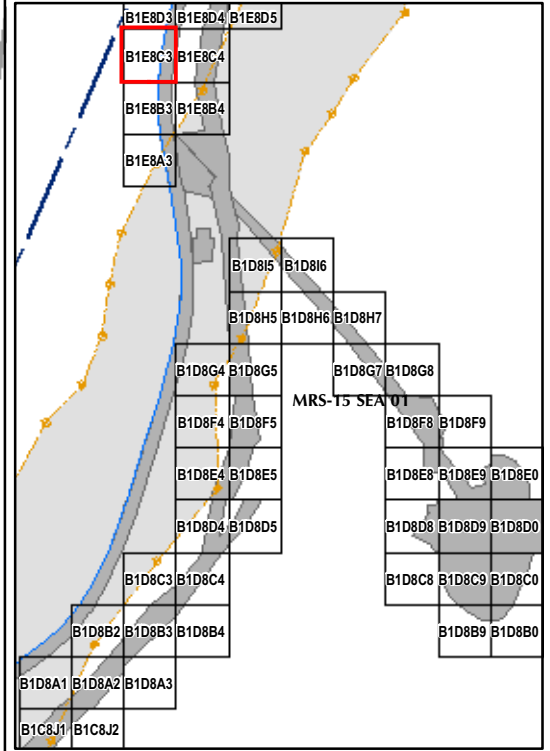 B1E8D3 B1E8D4 B1E8D5
B1E8C3 B1E8C4
B1E8B3 B1E8B4
B1E8A3
B1D8I5 B1D8I6
B1D8H5 B1D8H6 B1D8H7
B1D8G4 B1D8G5 B1D8G7 B1D8G8
MRS-15 SEA 01
B1D8F4 B1D8F5 B1D8F8 B1D8F9
B1D8E4 B1D8E5 B1D8E8 B1D8E9 B1D8E0
B1D8D4 B1D8D5 B1D8D8 B1D8D9 B1D8D0
B1D8C3 B1D8C4 B1D8C8 B1D8C9 B1D8C0
B1D8B2 B1D8B3 B1D8B4 B1D8B9 B1D8B0
B1D8A1 B1D8A2 B1D8A3
B1C8J1 B1C8J2